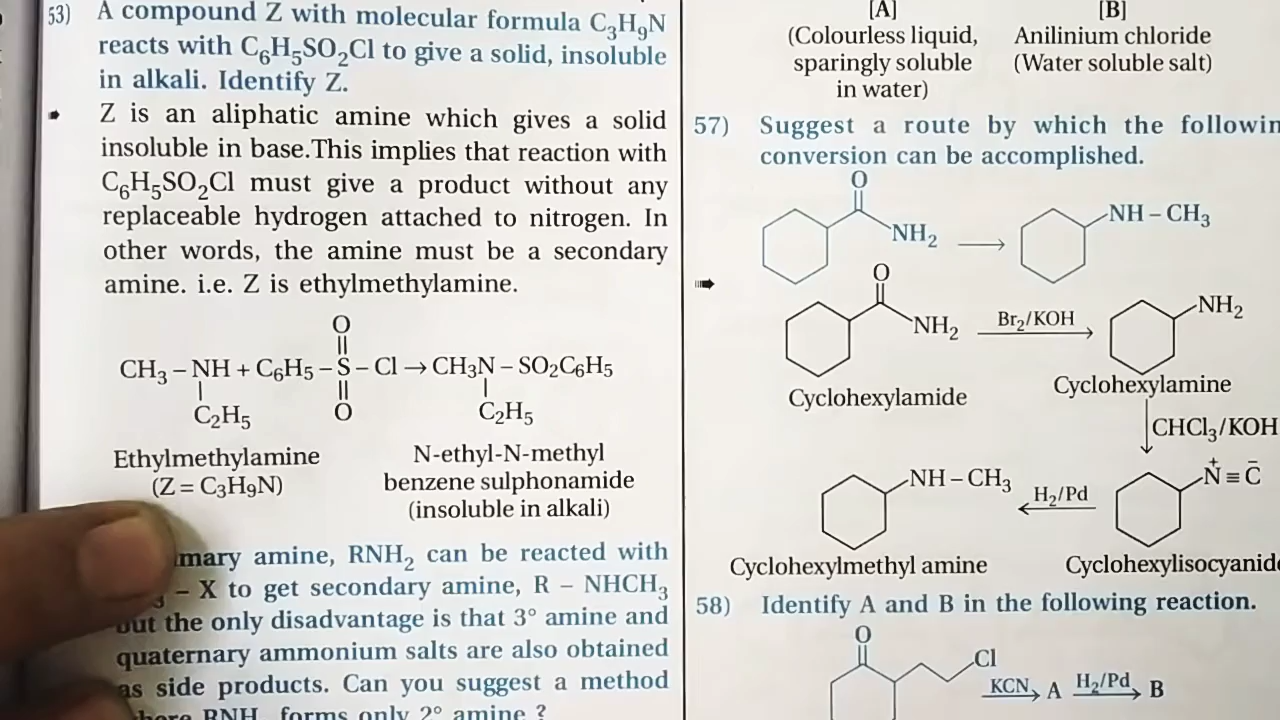 53) A compound Z with molecular formula C₃H₉N
reacts with C₆H₅SO₂Cl to give a solid, insoluble
in alkali. Identify Z.
Z is an aliphatic amine which gives a solid
insoluble in base.This implies that reaction with
C₆H₅SO₂Cl must give a product without any
replaceable hydrogen attached to nitrogen. In
other words, the amine must be a secondary
amine. i.e. Z is ethylmethylamine.
O
CH₃ – NH + C₆H₅ – S – Cl → CH₃N – SO₂C₆H₅
C₂H₅ O C₂H₅
Ethylmethylamine
(Z = C₃H₉N)
N-ethyl-N-methyl
benzene sulphonamide
(insoluble in alkali)
amine, RNH₂ can be reacted with
– X to get secondary amine, R – NHCH₃
but the only disadvantage is that 3° amine and
quaternary ammonium salts are also obtained
as side products. Can you suggest a method
RNH forms only 2° amine ?
[A]
(Colourless liquid,
sparingly soluble
in water)
[B]
Anilinium chloride
(Water soluble salt)
57) Suggest a route by which the
conversion can be accomplished.
O
NH₂ → NH – CH₃
O
NH₂ Br₂/KOH NH₂
Cyclohexylamide
Cyclohexylamine
CHCl₃/KOH
NH – CH₃ H₂/Pd N⁺ ≡ C⁻
Cyclohexylmethyl amine
58) Identify A and B in the following reaction.
O
Cl
KCN → A H₂/Pd → B